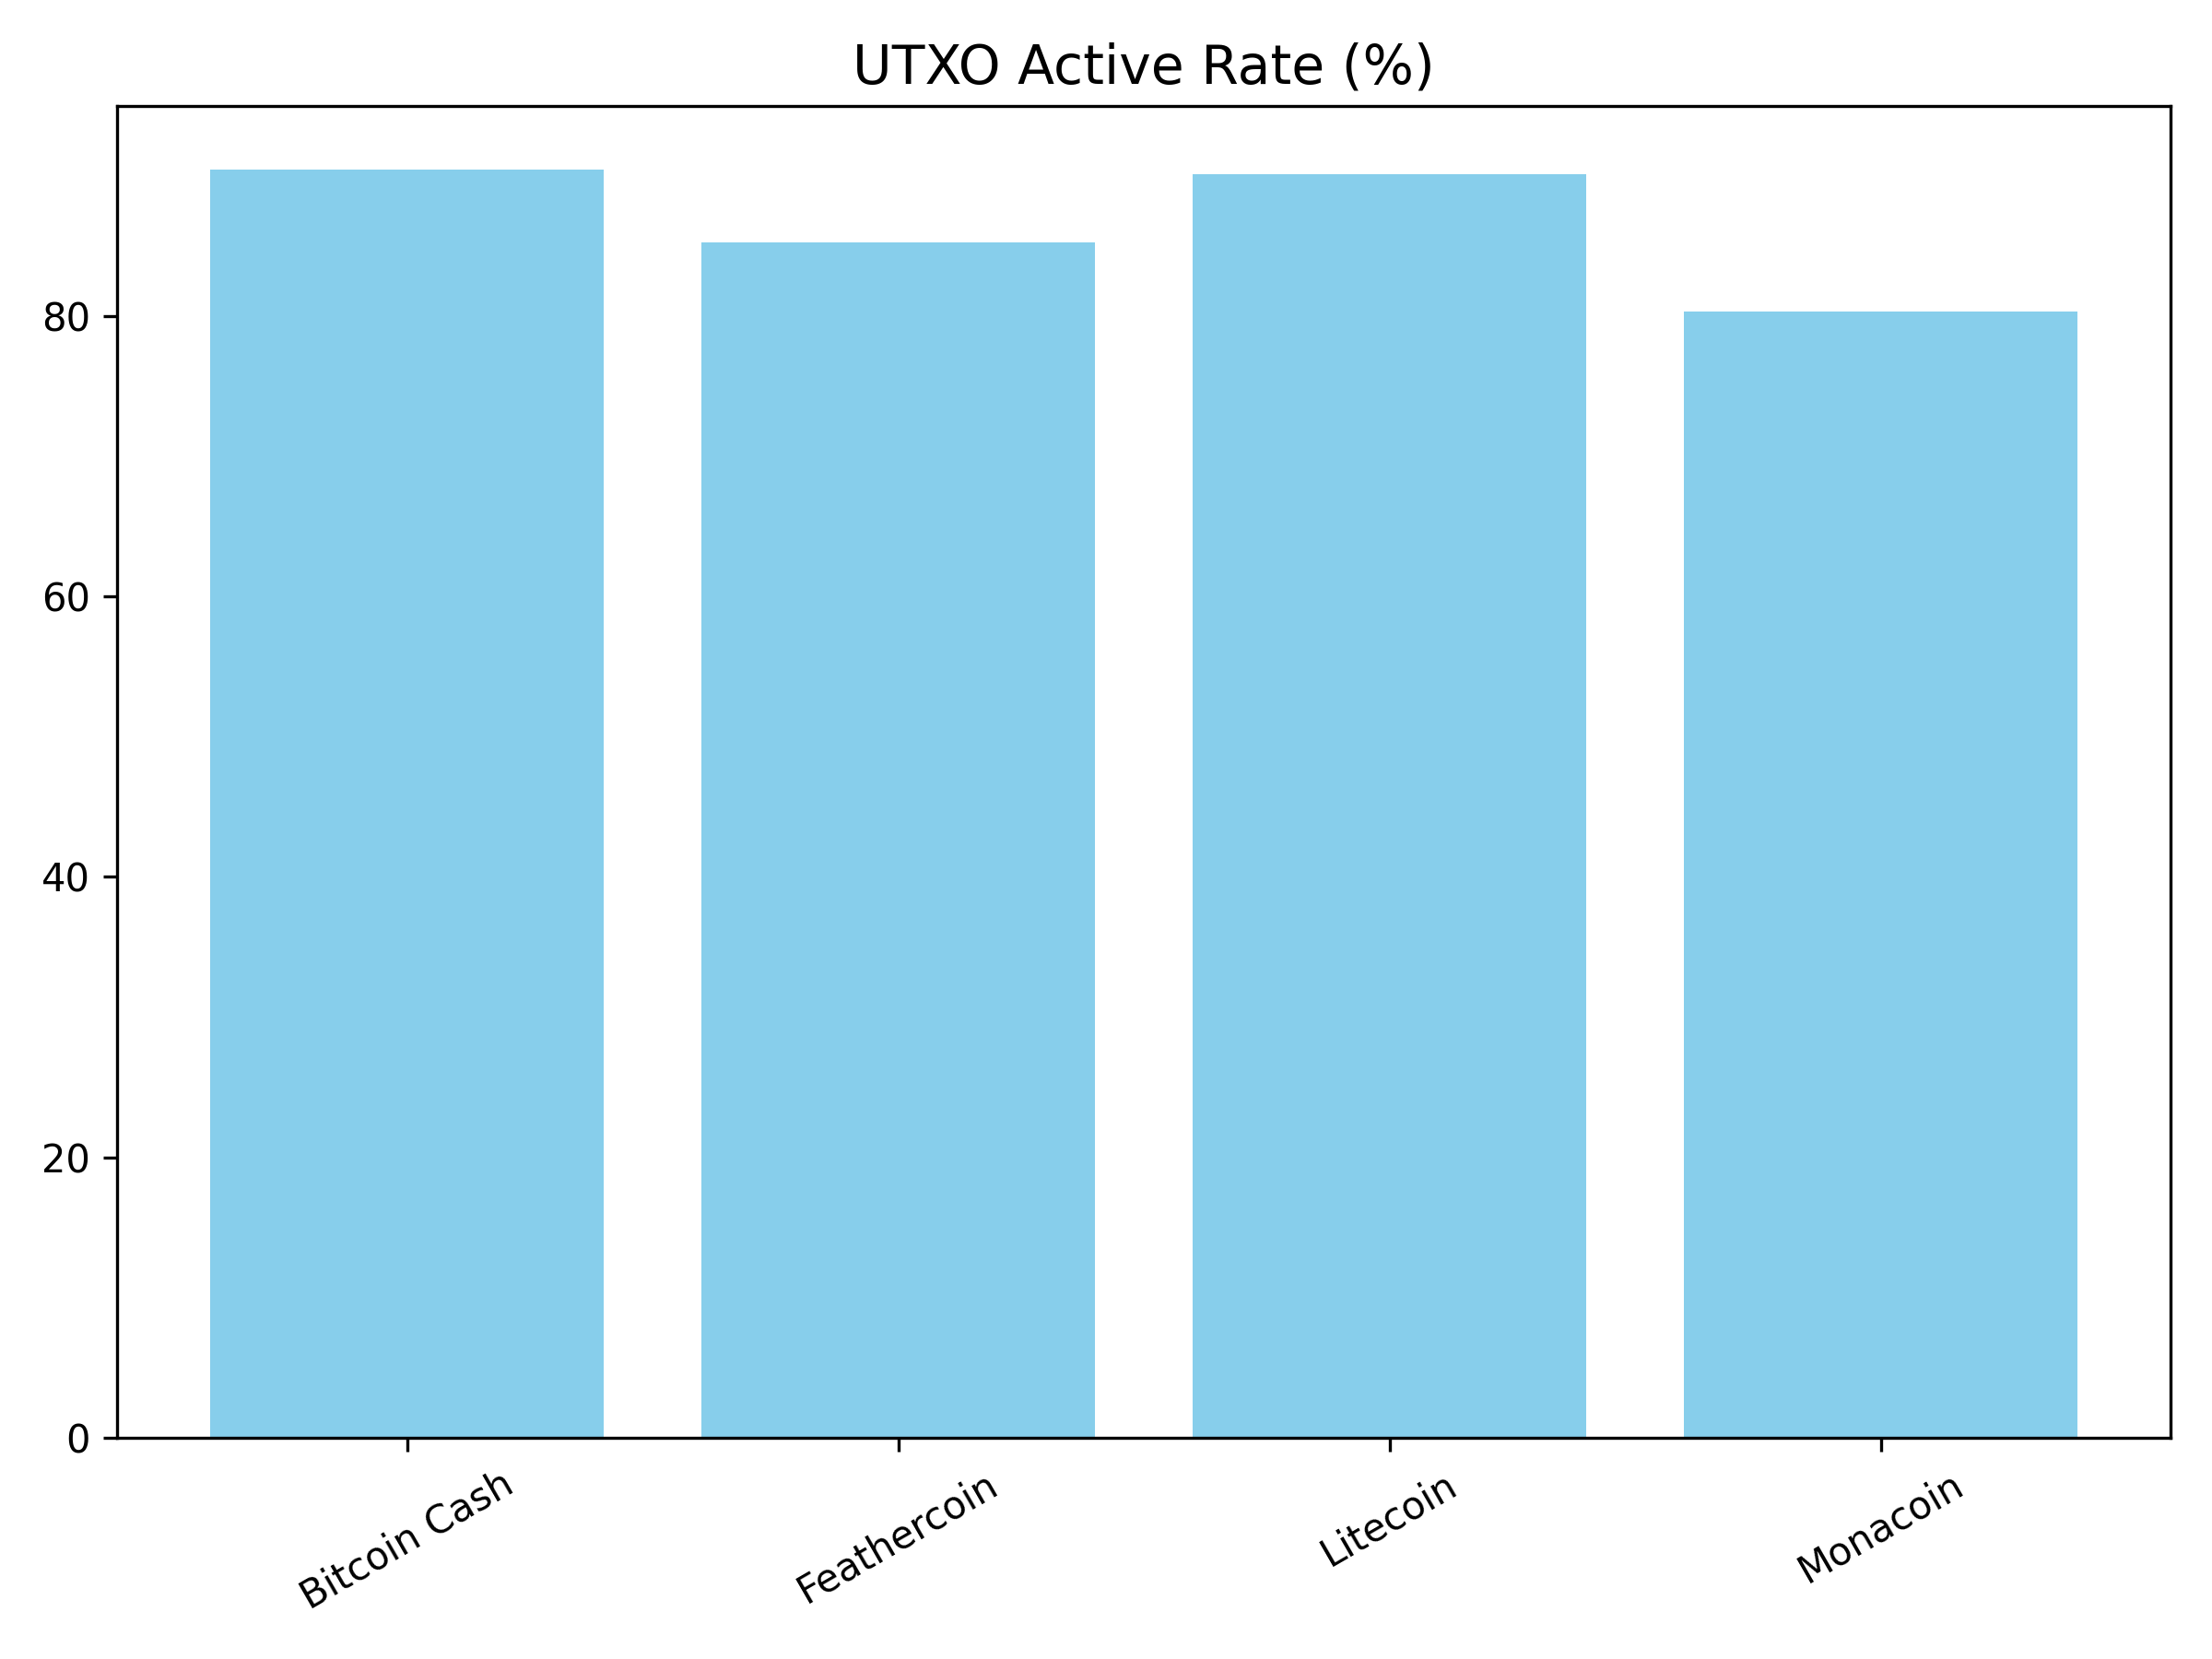 UTXO Active Rate (%)
80
60
40
20
0
Bitcoin Cash
Feathercoin
Litecoin
Monacoin